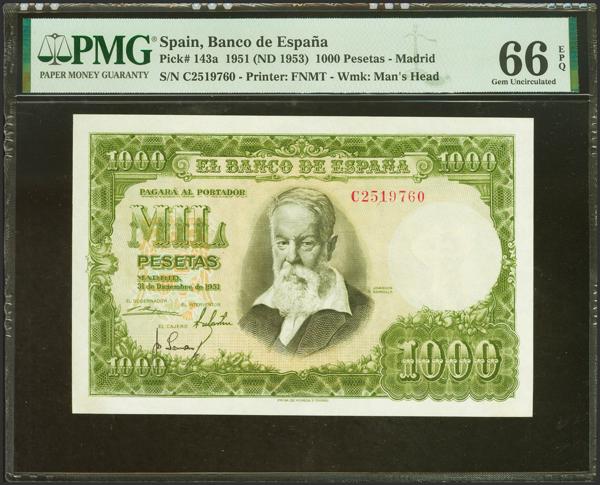 PMG®
PAPER MONEY GUARANTY
Spain, Banco de España
Pick# 143a 1951 (ND 1953) 1000 Pesetas - Madrid
S/N C2519760 - Printer: FNMT - Wmk: Man's Head
66 EPQ
Gem Uncirculated
1000
1000
EL BANCO DE ESPAÑA
PAGARÁ AL PORTADOR
C2519760
MIL
PESETAS
MADRID,
31 de Diciembre de 1951
EL GOBERNADOR
EL INTERVENTOR
JOAQUIN
SOROLLA
EL CAJERO
1000
1000